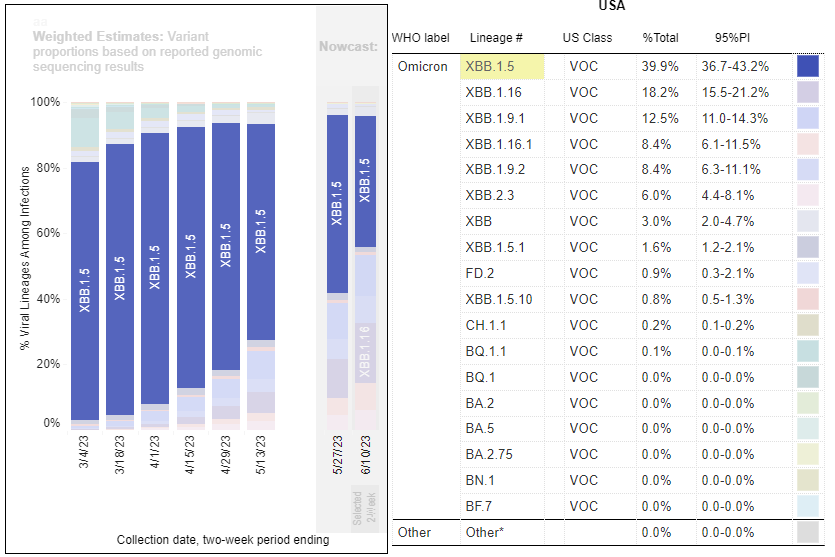 Weighted Estimates: Variant
proportions based on reported genomic
sequencing results
Nowcast:
% Viral Lineages Among Infections
100%
80%
60%
40%
20%
0%
XBB.1.5
XBB.1.5
XBB.1.5
XBB.1.5
XBB.1.5
XBB.1.5
XBB.1.5
XBB.1.5
XBB.1.16
3/4/23
3/18/23
4/1/23
4/15/23
4/29/23
5/13/23
5/27/23
6/10/23
Selected
2-Week
Collection date, two-week period ending
USA
WHO label Lineage # US Class %Total 95%PI
Omicron XBB.1.5 VOC 39.9% 36.7-43.2%
XBB.1.16 VOC 18.2% 15.5-21.2%
XBB.1.9.1 VOC 12.5% 11.0-14.3%
XBB.1.16.1 VOC 8.4% 6.1-11.5%
XBB.1.9.2 VOC 8.4% 6.3-11.1%
XBB.2.3 VOC 6.0% 4.4-8.1%
XBB VOC 3.0% 2.0-4.7%
XBB.1.5.1 VOC 1.6% 1.2-2.1%
FD.2 VOC 0.9% 0.3-2.1%
XBB.1.5.10 VOC 0.8% 0.5-1.3%
CH.1.1 VOC 0.2% 0.1-0.2%
BQ.1.1 VOC 0.1% 0.0-0.1%
BQ.1 VOC 0.0% 0.0-0.0%
BA.2 VOC 0.0% 0.0-0.0%
BA.5 VOC 0.0% 0.0-0.0%
BA.2.75 VOC 0.0% 0.0-0.0%
BN.1 VOC 0.0% 0.0-0.0%
BF.7 VOC 0.0% 0.0-0.0%
Other Other* 0.0% 0.0-0.0%